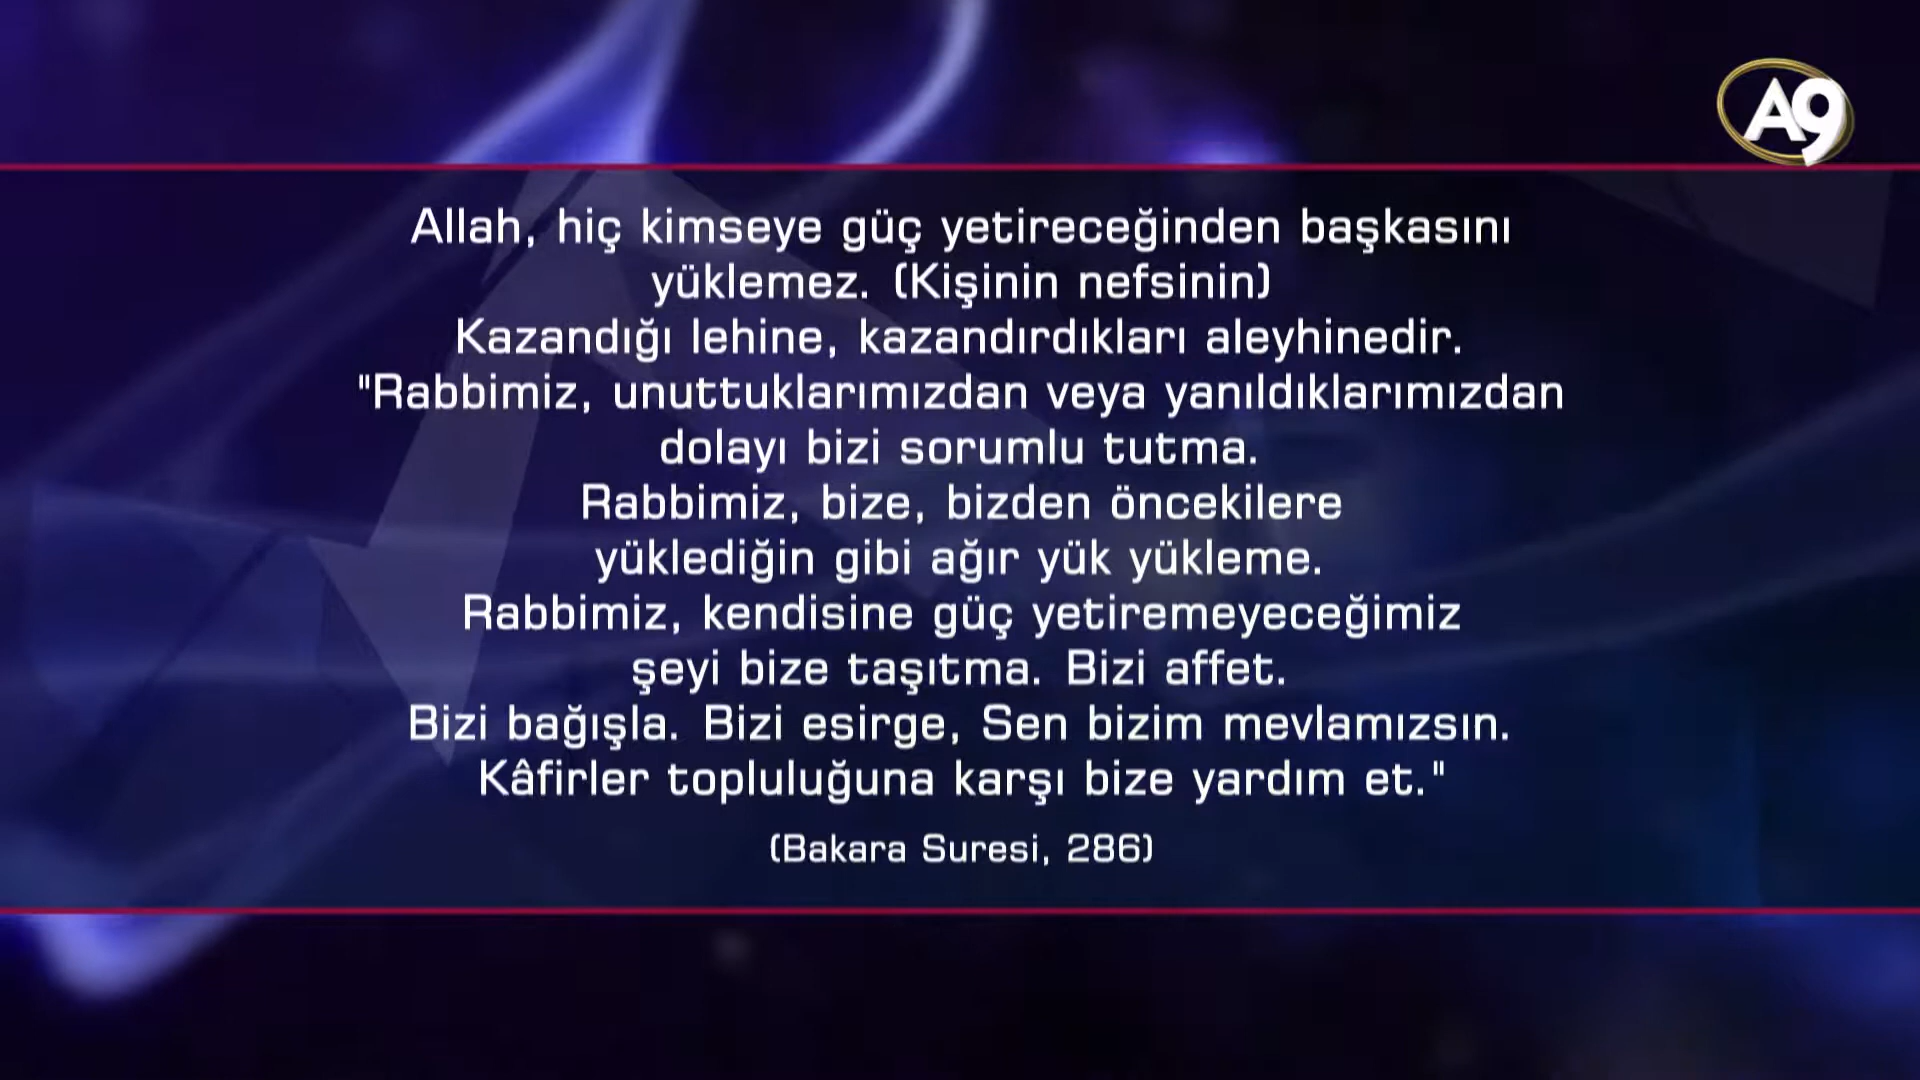 A9
Allah, hiç kimseye güç yetireceğinden başkasını
yüklemez. (Kişinin nefsinin)
Kazandığı lehine, kazandırdıkları aleyhinedir.
"Rabbimiz, unuttuklarımızdan veya yanıldıklarımızdan
dolayı bizi sorumlu tutma.
Rabbimiz, bize, bizden öncekilere
yüklediğin gibi ağır yük yükleme.
Rabbimiz, kendisine güç yetiremeyeceğimiz
şeyi bize taşıtma. Bizi affet.
Bizi bağışla. Bizi esirge, Sen bizim mevlamızsın.
Kâfirler topluluğuna karşı bize yardım et."
(Bakara Suresi, 286)